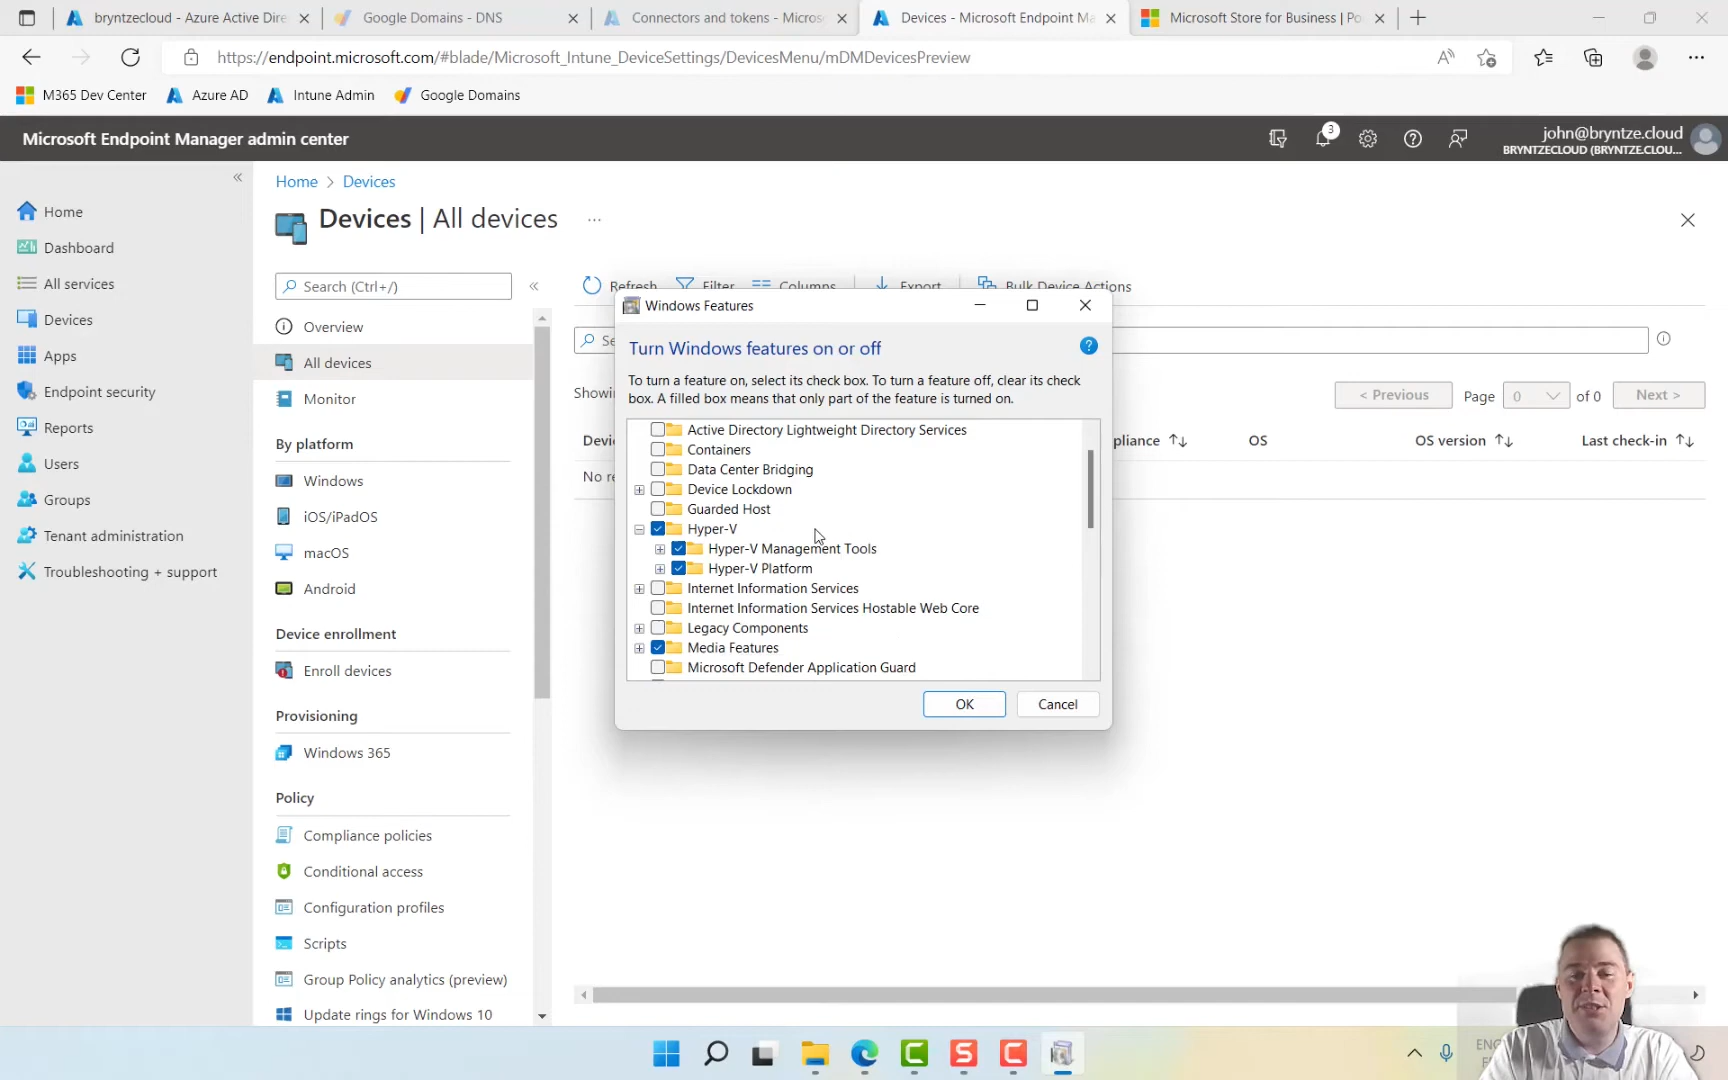 bryntzecloud - Azure Active Dire
Google Domains - DNS
Connectors and tokens - Micros
Devices - Microsoft Endpoint Ma
Microsoft Store for Business | Po
https://endpoint.microsoft.com/#blade/Microsoft_Intune_DeviceSettings/DevicesMenu/mDMDevicesPreview
M365 Dev Center
Azure AD
Intune Admin
Google Domains
Microsoft Endpoint Manager admin center
3
john@bryntze.cloud
BRYNTZECLOUD (BRYNTZE.CLOU...
Home
Dashboard
All services
Devices
Apps
Endpoint security
Reports
Users
Groups
Tenant administration
Troubleshooting + support
Home > Devices
Devices | All devices
Search (Ctrl+/)
Overview
All devices
Monitor
By platform
Windows
iOS/iPadOS
macOS
Android
Device enrollment
Enroll devices
Provisioning
Windows 365
Policy
Compliance policies
Conditional access
Configuration profiles
Scripts
Group Policy analytics (preview)
Update rings for Windows 10
Refresh
Filter
Columns
Export
Bulk Device Actions
Se
Showi
< Previous
Page
0
of 0
Next >
Devi
pliance
OS
OS version
Last check-in
No re
Windows Features
Turn Windows features on or off
To turn a feature on, select its check box. To turn a feature off, clear its check
box. A filled box means that only part of the feature is turned on.
Active Directory Lightweight Directory Services
Containers
Data Center Bridging
Device Lockdown
Guarded Host
Hyper-V
Hyper-V Management Tools
Hyper-V Platform
Internet Information Services
Internet Information Services Hostable Web Core
Legacy Components
Media Features
Microsoft Defender Application Guard
OK
Cancel